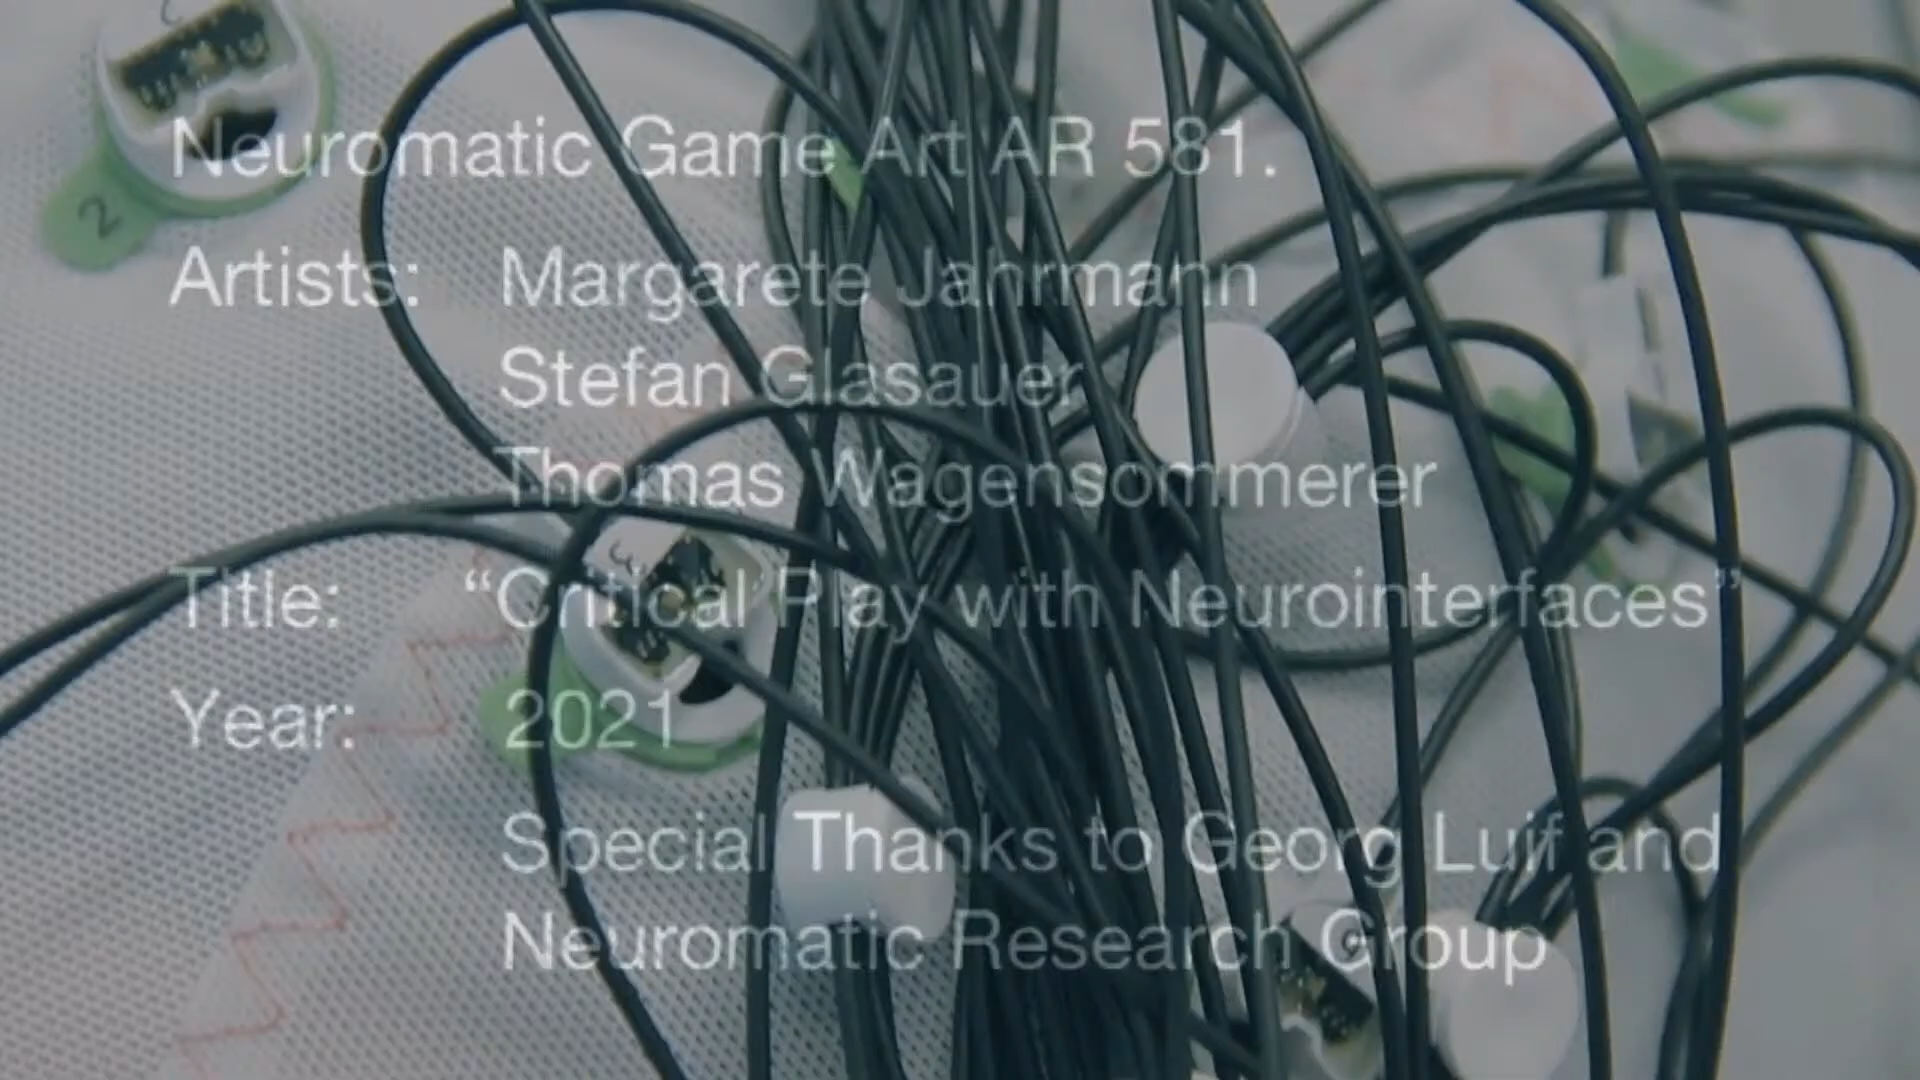 Neuromatic Game Art AR 581.
Artists: Margarete Jahrmann
Stefan Glasauer
Thomas Wagensommerer
Title: “Critical Play with Neurointerfaces”
Year: 2021
Special Thanks to Georg Luif and
Neuromatic Research Group
2